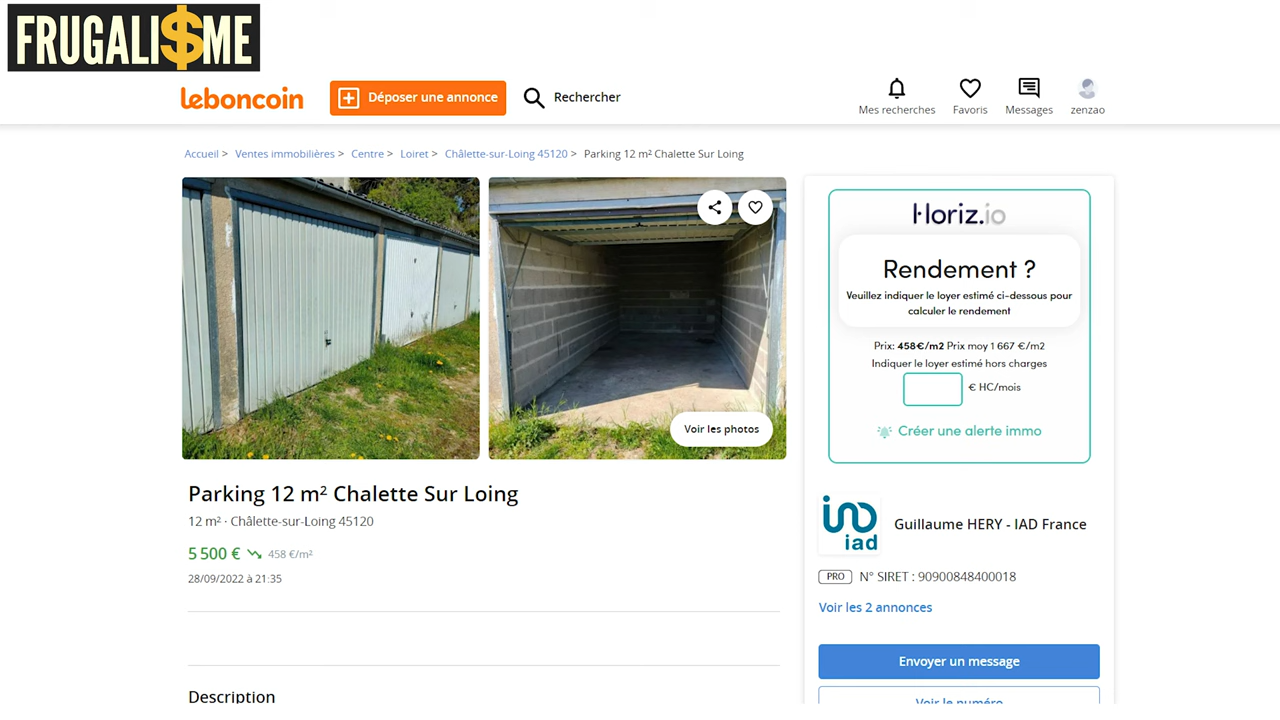 FRUGALI$ME
leboncoin
Déposer une annonce
Rechercher
Mes recherches
Favoris
Messages
zenzao
Accueil > Ventes immobilières > Centre > Loiret > Châlette-sur-Loing 45120 > Parking 12 m² Chalette Sur Loing
Voir les photos
Parking 12 m² Chalette Sur Loing
12 m² · Châlette-sur-Loing 45120
5 500 € 458 €/m²
28/09/2022 à 21:35
Description
Horiz.io
Rendement ?
Veuillez indiquer le loyer estimé ci-dessous pour
calculer le rendement
Prix: 458€/m2 Prix moy 1 667 €/m2
Indiquer le loyer estimé hors charges
€ HC/mois
Créer une alerte immo
iad
Guillaume HERY - IAD France
PRO N° SIRET : 90900848400018
Voir les 2 annonces
Envoyer un message
Voir le numéro